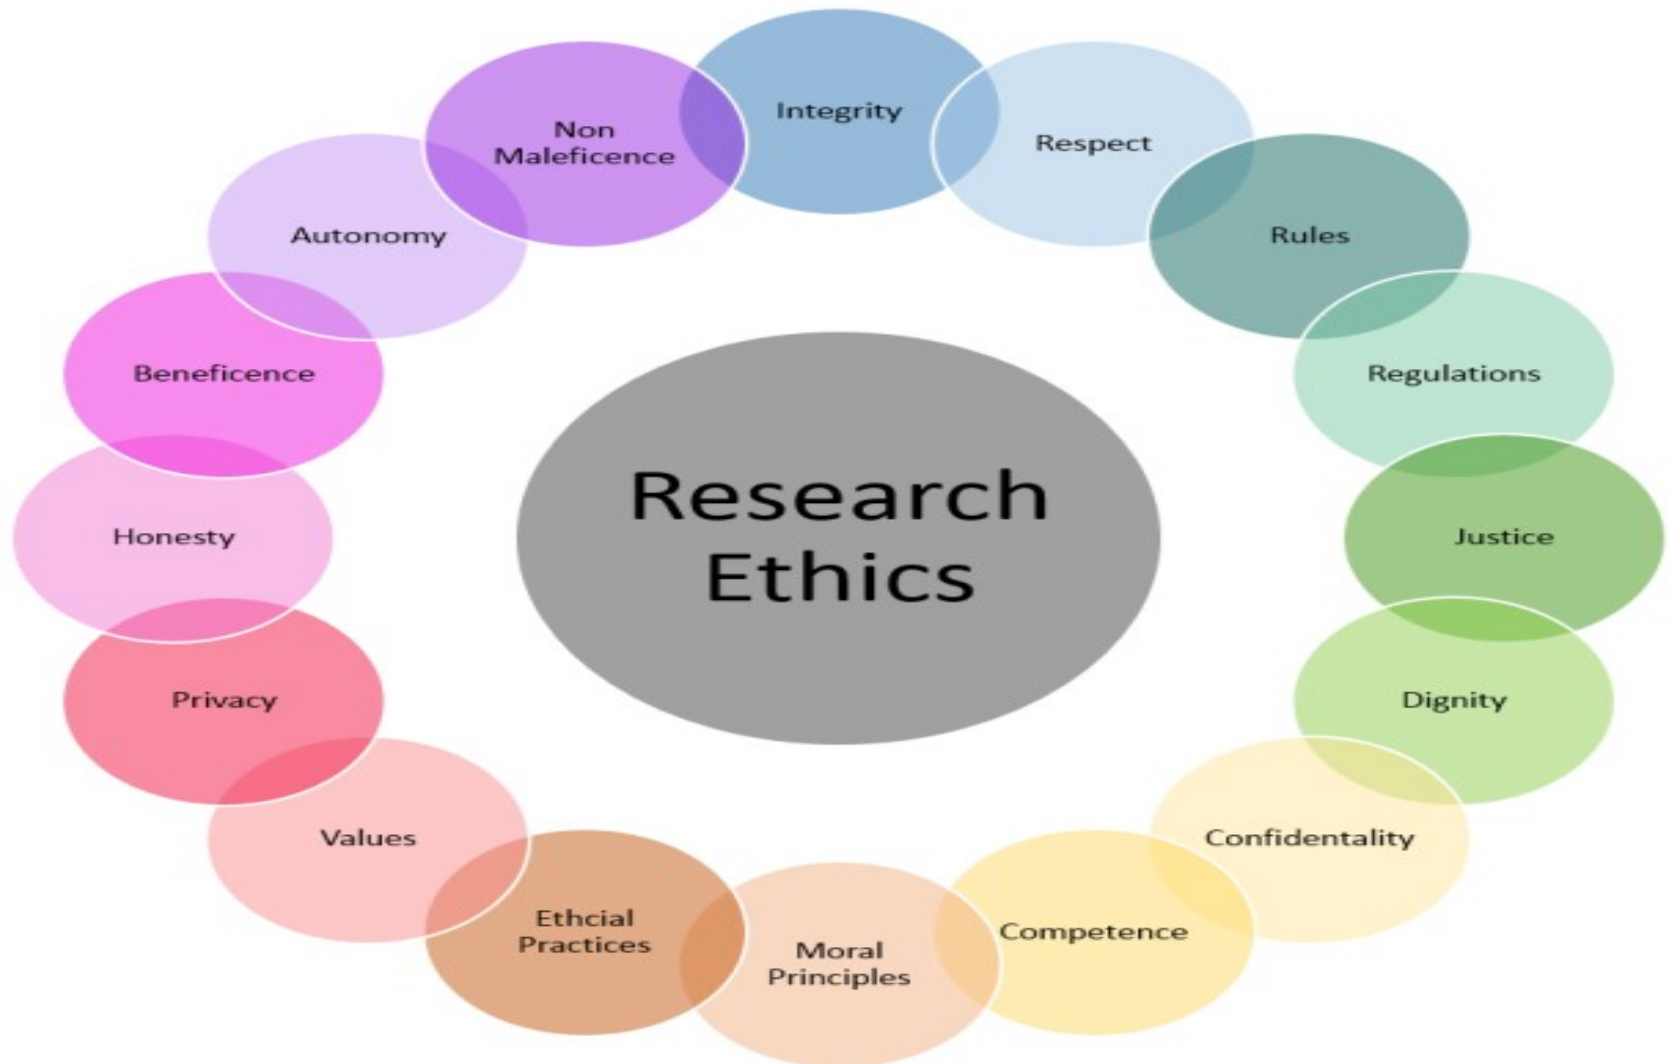 Integrity
Respect
Rules
Regulations
Justice
Dignity
Confidentality
Competence
Moral
Principles
Ethcial
Practices
Values
Privacy
Honesty
Beneficence
Autonomy
Non
Maleficence
Research
Ethics